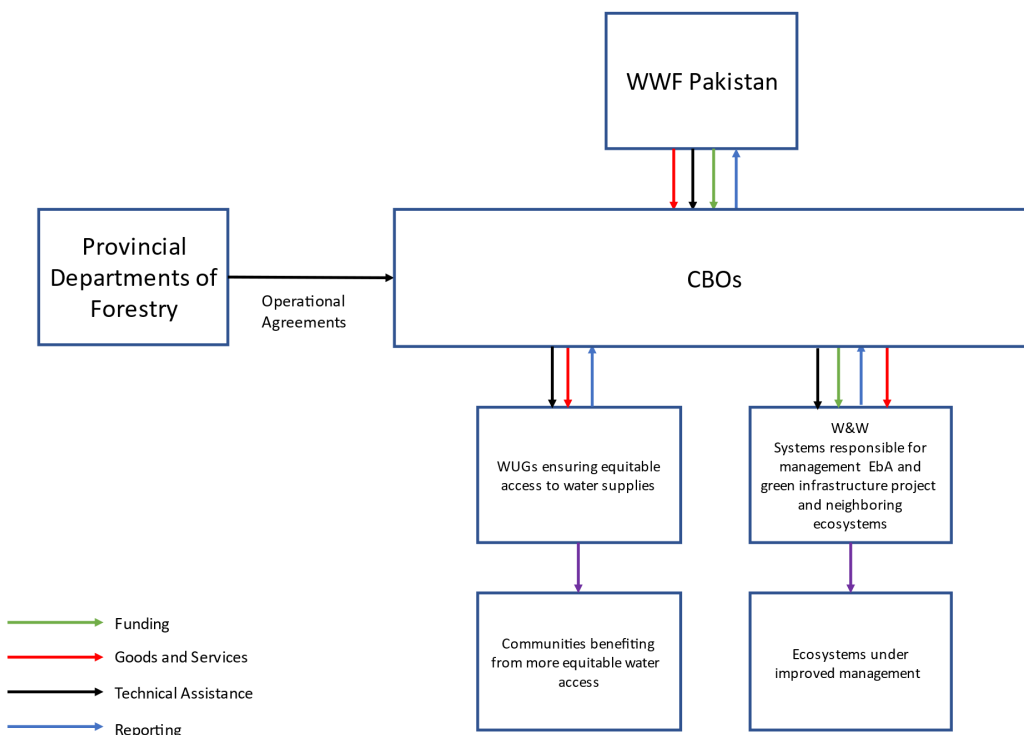 WWF Pakistan
Provincial
Departments of
Forestry
Operational
Agreements
CBOs
WUGs ensuring equitable
access to water supplies
W&W
Systems responsible for
management  EbA and
green infrastructure project
and neighboring
ecosystems
Communities benefiting
from more equitable water
access
Ecosystems under
improved management
Funding
Goods and Services
Technical Assistance
Reporting